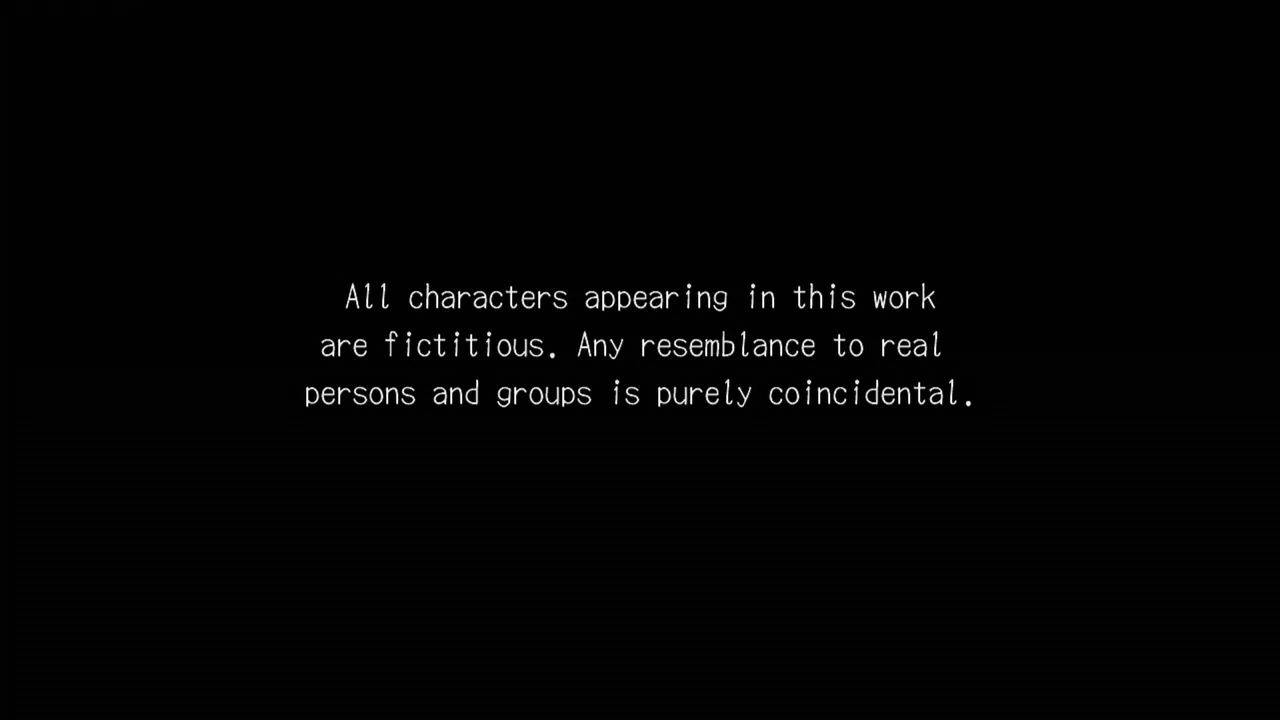 All characters appearing in this work
are fictitious. Any resemblance to real
persons and groups is purely coincidental.